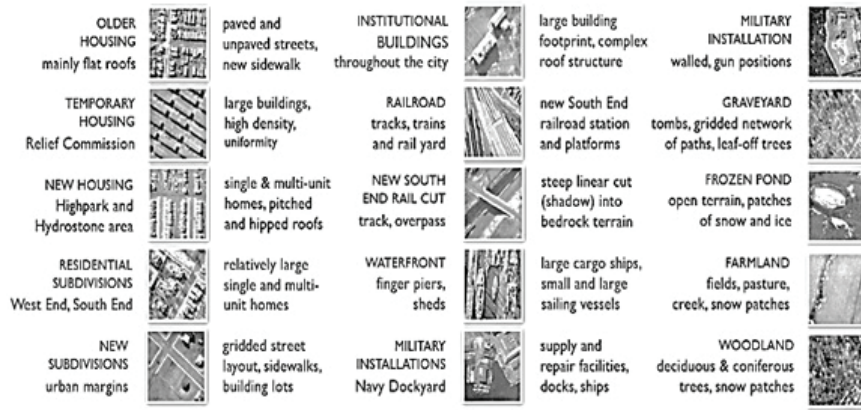 OLDER
HOUSING
mainly flat roofs
paved and
unpaved streets,
new sidewalk
INSTITUTIONAL
BUILDINGS
throughout the city
large building
footprint, complex
roof structure
MILITARY
INSTALLATION
walled, gun positions
TEMPORARY
HOUSING
Relief Commission
large buildings,
high density,
uniformity
RAILROAD
tracks, trains
and rail yard
new South End
railroad station
and platforms
GRAVEYARD
tombs, gridded network
of paths, leaf-off trees
NEW HOUSING
Highpark and
Hydrostone area
single & multi-unit
homes, pitched
and hipped roofs
NEW SOUTH
END RAIL CUT
track, overpass
steep linear cut
(shadow) into
bedrock terrain
FROZEN POND
open terrain, patches
of snow and ice
RESIDENTIAL
SUBDIVISIONS
West End, South End
relatively large
single and multi-
unit homes
WATERFRONT
finger piers,
sheds
large cargo ships,
small and large
sailing vessels
FARMLAND
fields, pasture,
creek, snow patches
NEW
SUBDIVISIONS
urban margins
gridded street
layout, sidewalks,
building lots
MILITARY
INSTALLATIONS
Navy Dockyard
supply and
repair facilities,
docks, ships
WOODLAND
deciduous & coniferous
trees, snow patches